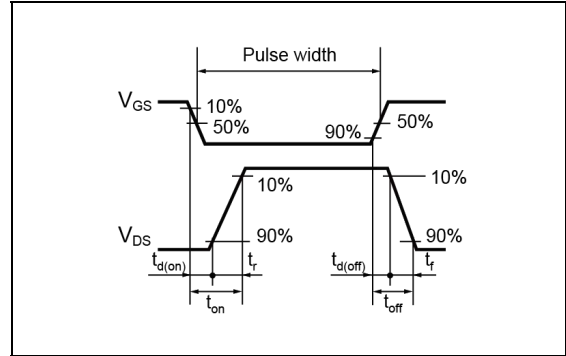 Pulse width
VGS
10%
50%
90%
50%
10%
10%
VDS
90%
90%
td(on)
tr
td(off)
tf
ton
toff